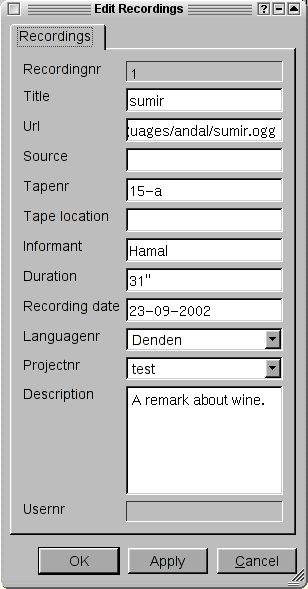 Edit Recordings
Recordings
Recordingnr 1
Title sumir
Url guages/andal/sumir.ogg
Source
Tapenr 15-a
Tape location
Informant Hamal
Duration 31"
Recording date 23-09-2002
Languagenr Denden
Projectnr test
Description A remark about wine.
Usernr
OK Apply Cancel